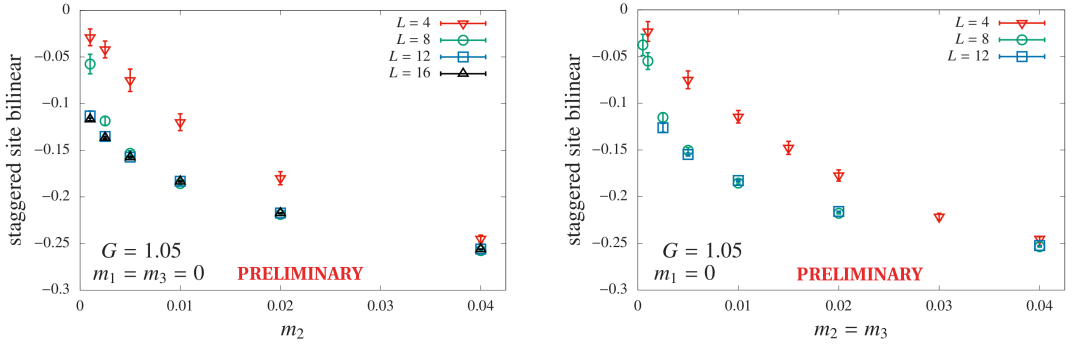 staggered site bilinear
0
−0.05
−0.1
−0.15
−0.2
−0.25
−0.3
L = 4
L = 8
L = 12
L = 16
G = 1.05
m₁ = m₃ = 0
PRELIMINARY
0 0.01 0.02 0.03 0.04
m₂
staggered site bilinear
0
−0.05
−0.1
−0.15
−0.2
−0.25
−0.3
L = 4
L = 8
L = 12
G = 1.05
m₁ = 0
PRELIMINARY
0 0.01 0.02 0.03 0.04
m₂ = m₃